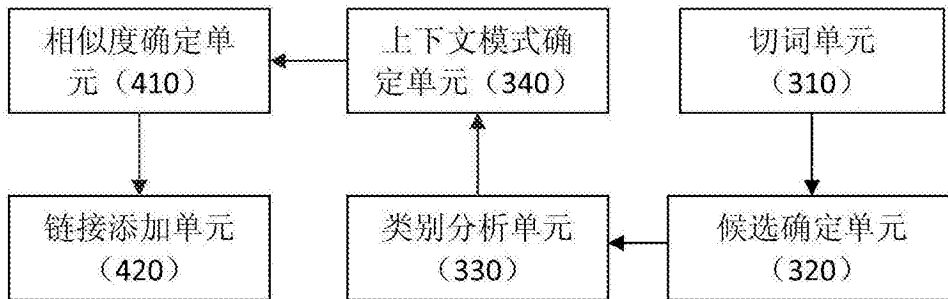 相似度确定单
元（410）
上下文模式确
定单元（340）
切词单元
（310）
链接添加单元
（420）
类别分析单元
（330）
候选确定单元
（320）